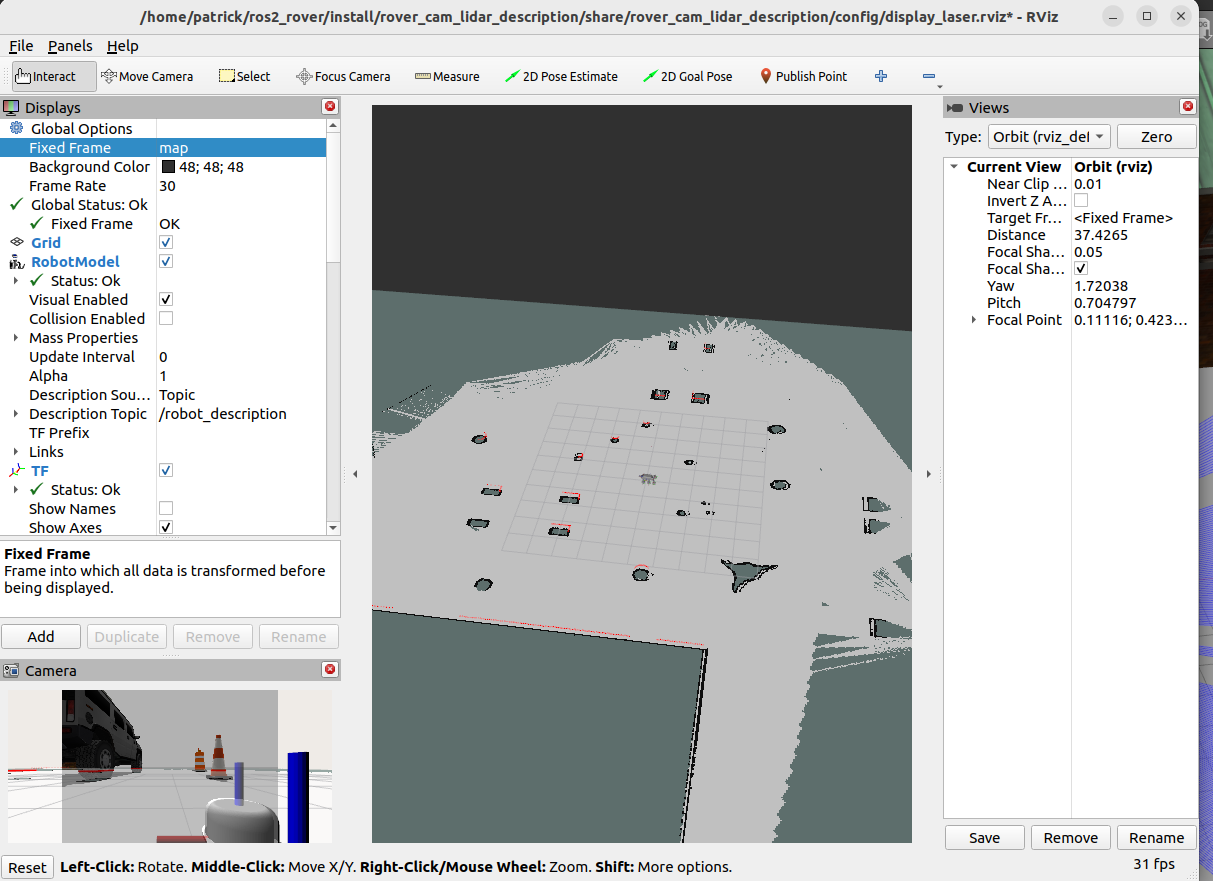 /home/patrick/ros2_rover/install/rover_cam_lidar_description/share/rover_cam_lidar_description/config/display_laser.rviz* - RViz
File Panels Help
Interact Move Camera Select Focus Camera Measure 2D Pose Estimate 2D Goal Pose Publish Point
Displays
Global Options
Fixed Frame map
Background Color 48; 48; 48
Frame Rate 30
Global Status: Ok
Fixed Frame OK
Grid
RobotModel
Status: Ok
Visual Enabled
Collision Enabled
Mass Properties
Update Interval 0
Alpha 1
Description Sou... Topic
Description Topic /robot_description
TF Prefix
Links
TF
Status: Ok
Show Names
Show Axes
Fixed Frame
Frame into which all data is transformed before
being displayed.
Add Duplicate Remove Rename
Camera
Views
Type: Orbit (rviz_def Zero
Current View Orbit (rviz)
Near Clip ... 0.01
Invert Z A...
Target Fr... <Fixed Frame>
Distance 37.4265
Focal Sha... 0.05
Focal Sha...
Yaw 1.72038
Pitch 0.704797
Focal Point 0.11116; 0.423...
Save Remove Rename
Reset Left-Click: Rotate. Middle-Click: Move X/Y. Right-Click/Mouse Wheel: Zoom. Shift: More options. 31 fps